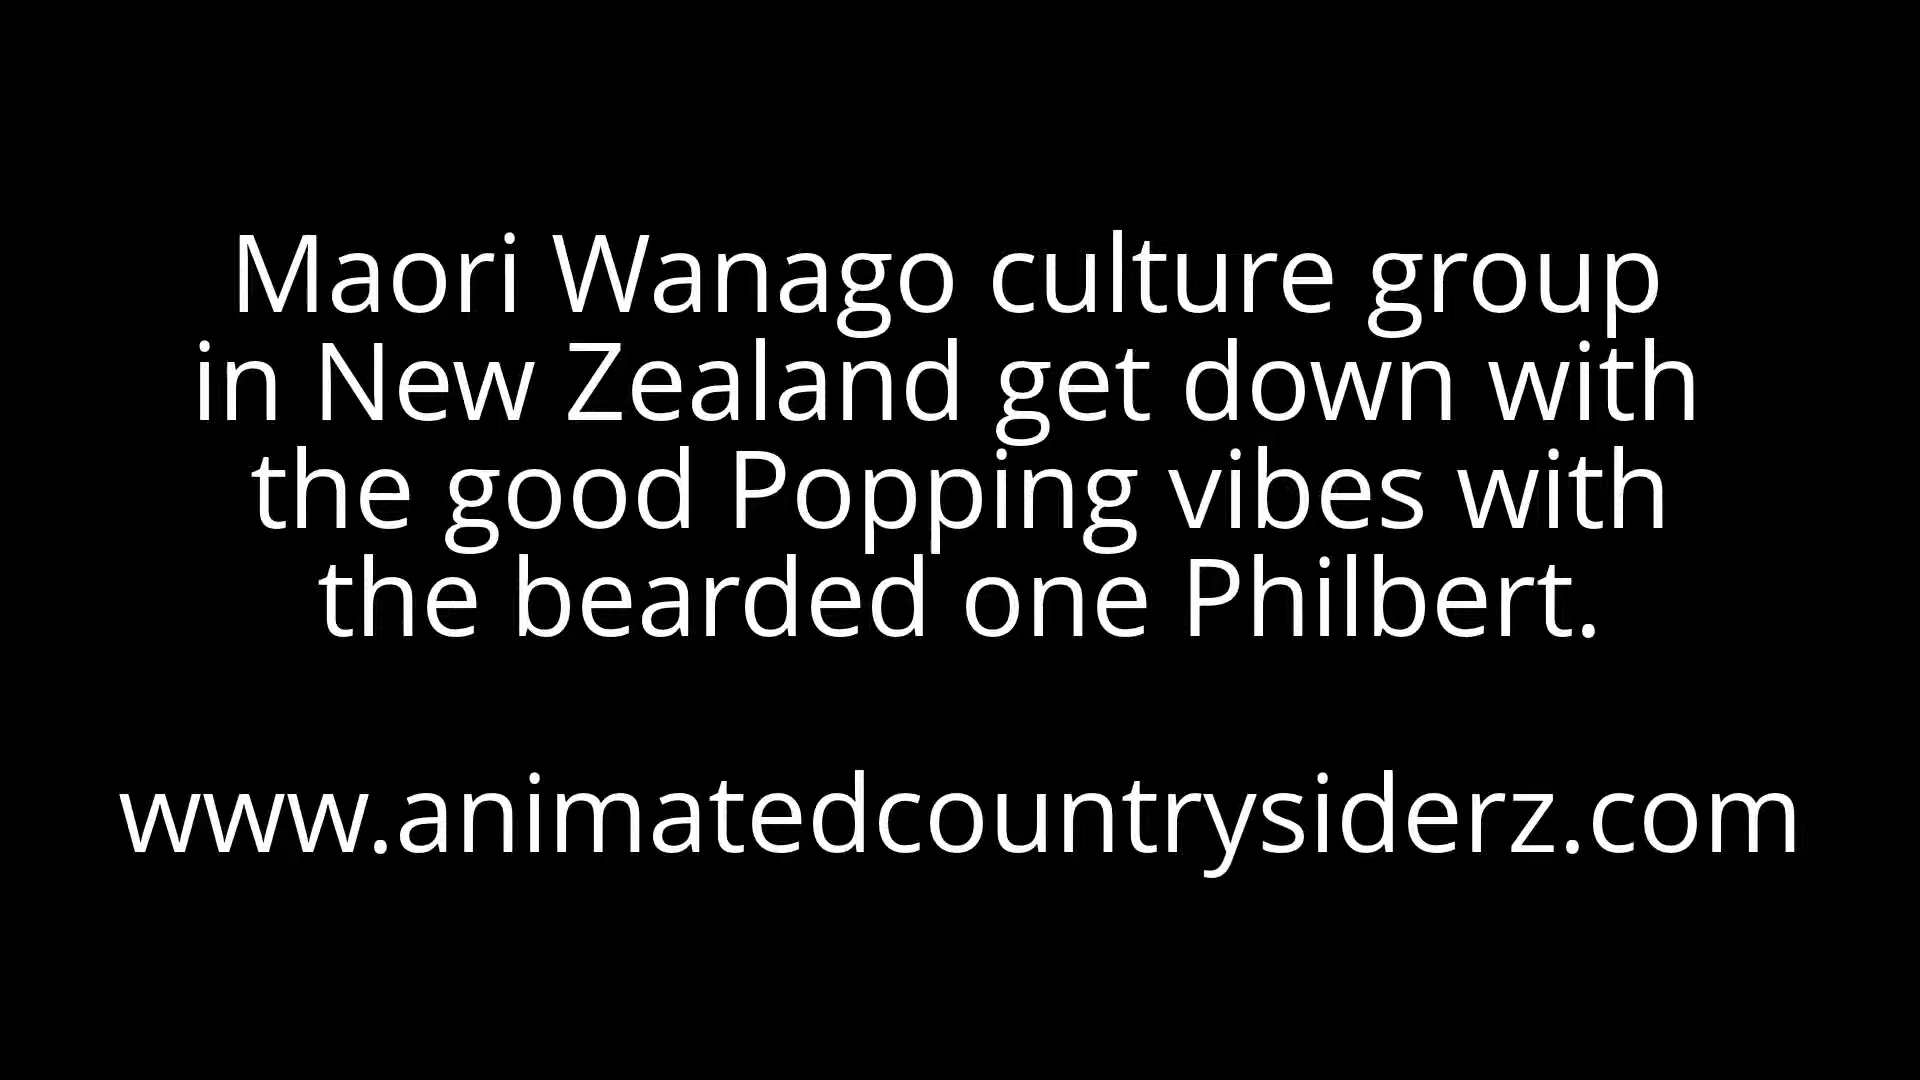 Maori Wanago culture group
in New Zealand get down with
the good Popping vibes with
the bearded one Philbert.
www.animatedcountrysiderz.com